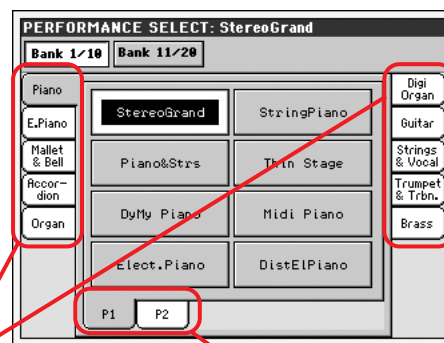 PERFORMANCE SELECT: StereoGrand
Bank 1/10 Bank 11/20
Piano
E.Piano
Mallet
& Bell
Accor-
dion
Organ
StereoGrand StringPiano
Piano&Strs Thin Stage
DyMy Piano Midi Piano
Elect.Piano DistElPiano
Digi
Organ
Guitar
Strings
& Vocal
Trumpet
& Trbn.
Brass
P1 P2